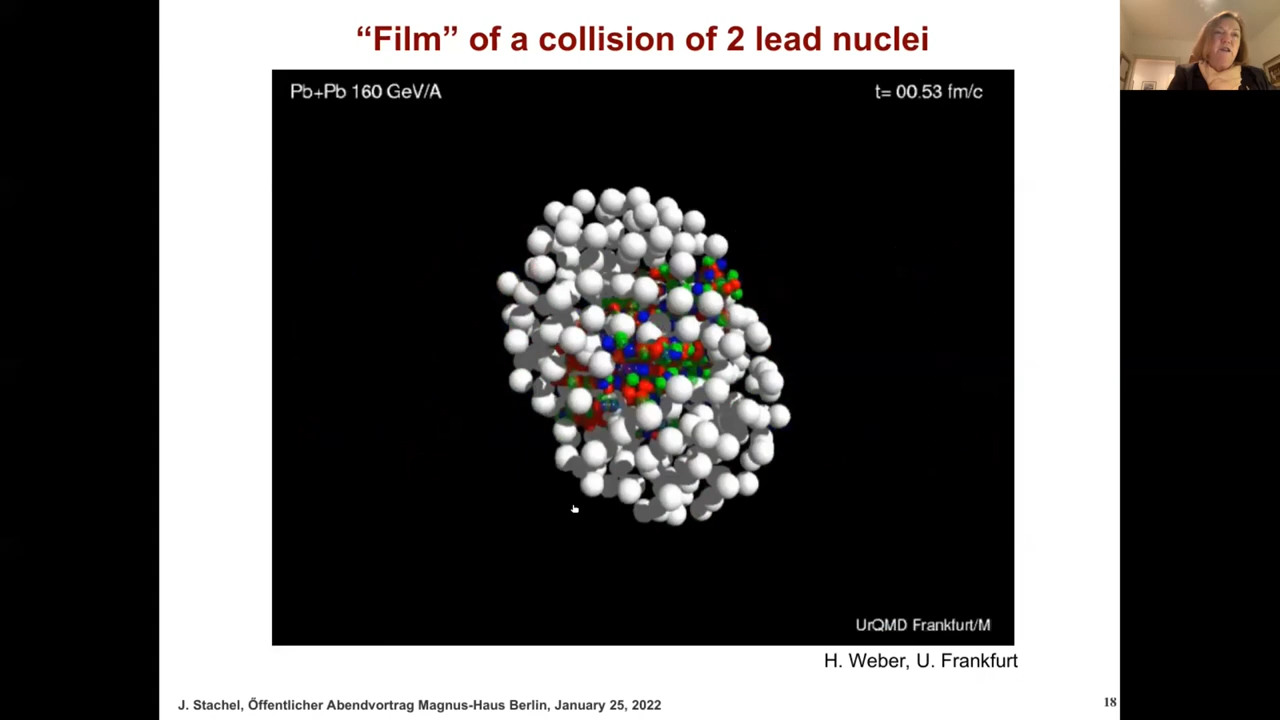 “Film” of a collision of 2 lead nuclei
Pb+Pb 160 GeV/A
t= 00.53 fm/c
UrQMD Frankfurt/M
H. Weber, U. Frankfurt
J. Stachel, Öffentlicher Abendvortrag Magnus-Haus Berlin, January 25, 2022
18